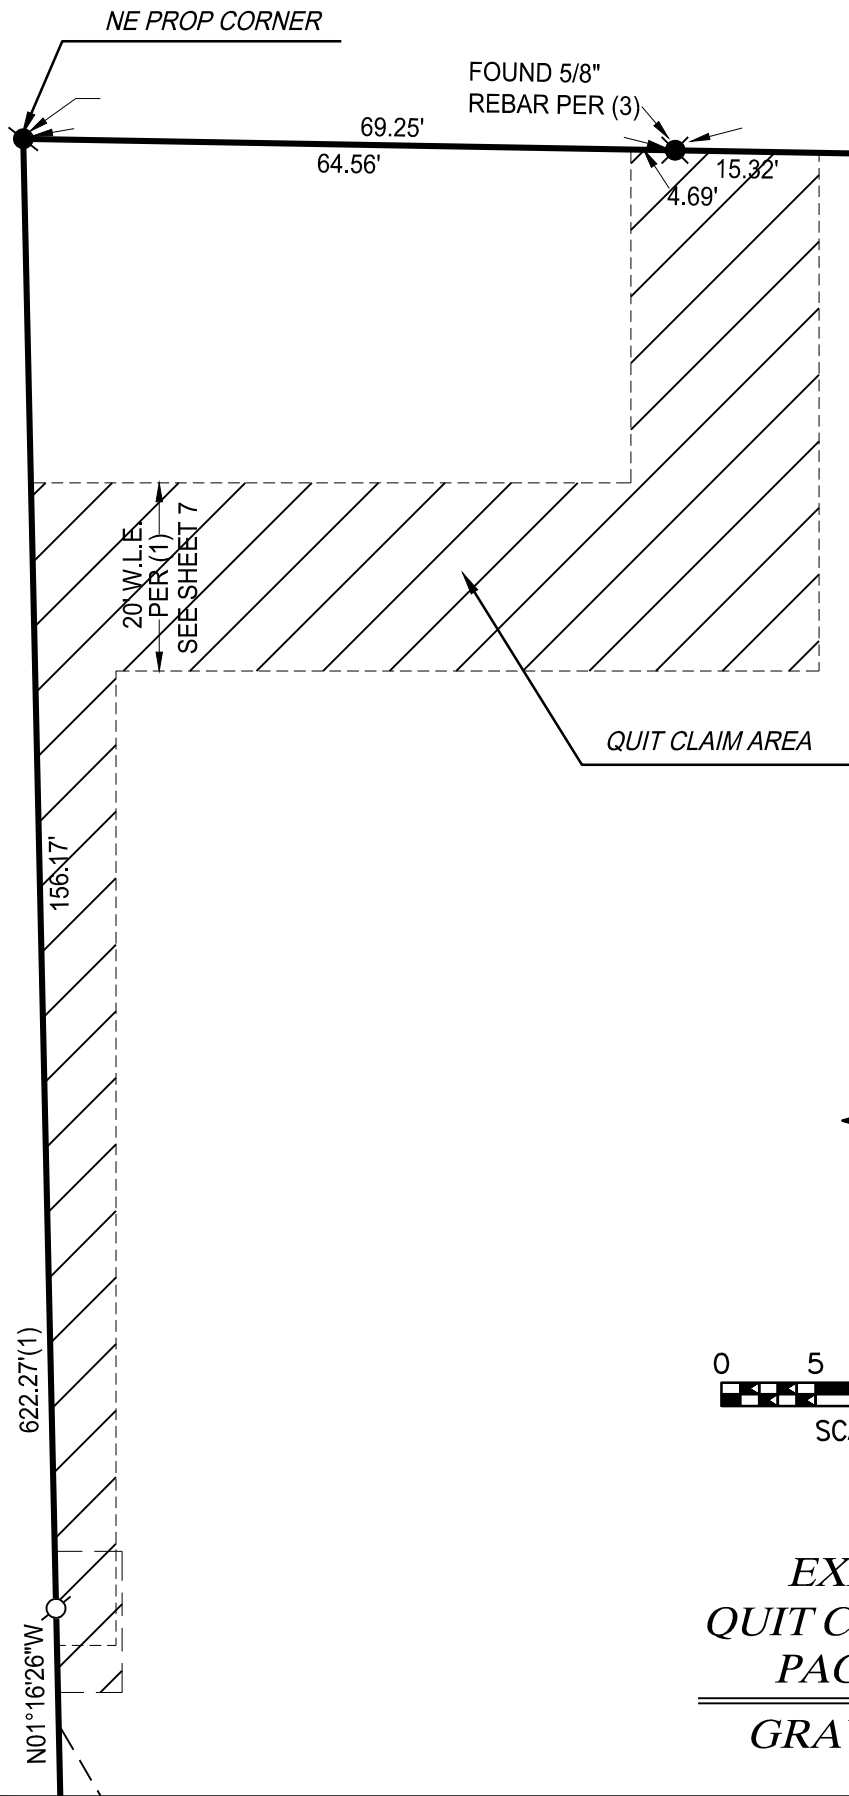 NE PROP CORNER
FOUND 5/8"
REBAR PER (3)
69.25'
64.56'
15.32'
4.69'
20' W.L.E.
PER (1)
SEE SHEET 7
QUIT CLAIM AREA
156.17'
622.27'(1)
0 5
N01°16'26"W